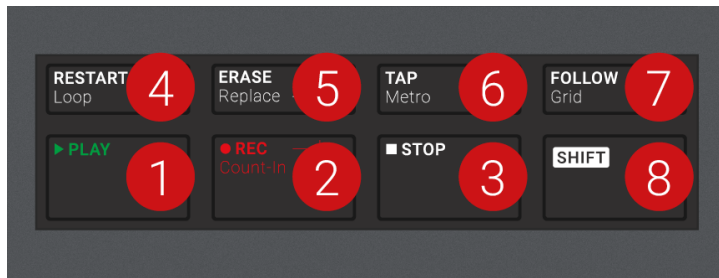 RESTART
Loop
4
ERASE
Replace
5
TAP
Metro
6
FOLLOW
Grid
7
PLAY
1
REC
Count-In
2
STOP
3
SHIFT
8